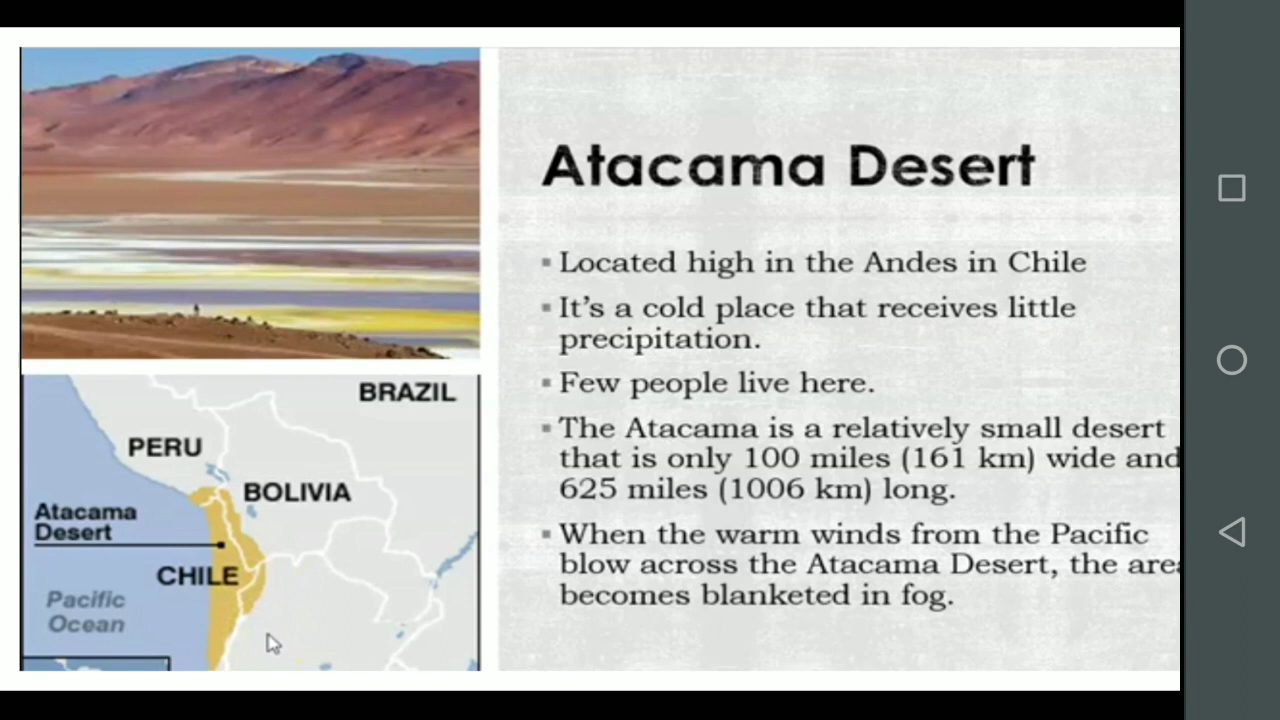 Atacama Desert
▪ Located high in the Andes in Chile
▪ It's a cold place that receives little
precipitation.
▪ Few people live here.
▪ The Atacama is a relatively small desert
that is only 100 miles (161 km) wide and
625 miles (1006 km) long.
▪ When the warm winds from the Pacific
blow across the Atacama Desert, the area
becomes blanketed in fog.
BRAZIL
PERU
BOLIVIA
Atacama
Desert
CHILE
Pacific
Ocean